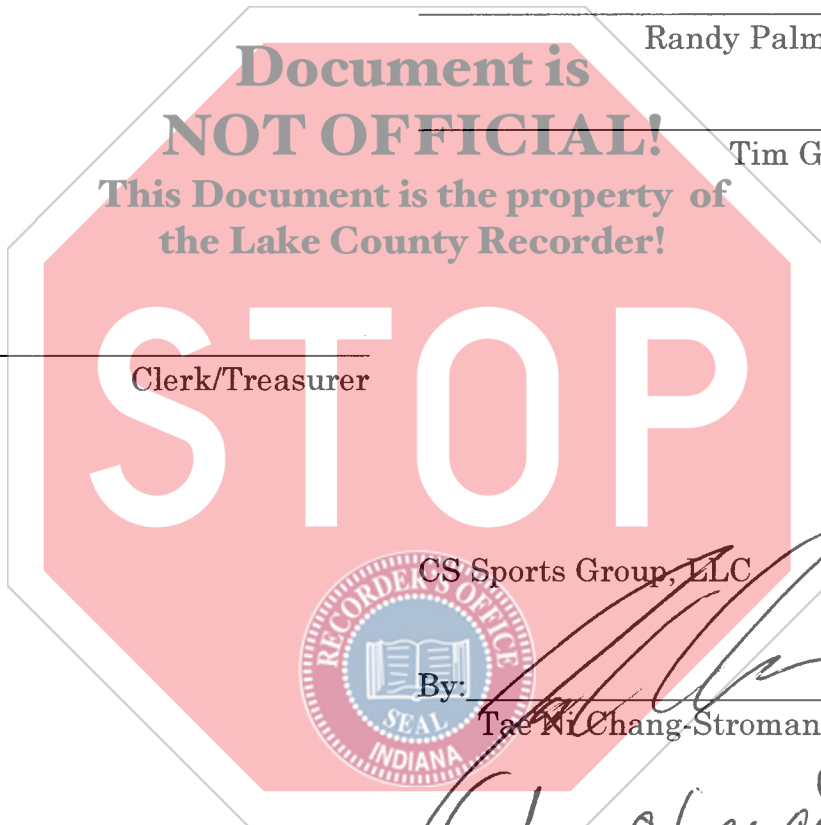 Randy Palm
Document is
NOT OFFICIAL!
Tim G
This Document is the property of
the Lake County Recorder!
STOP
Clerk/Treasurer
CS Sports Group, LLC
RECORDER'S OFFICE
SEAL
INDIANA
By:
Tae Ni Chang-Stroman